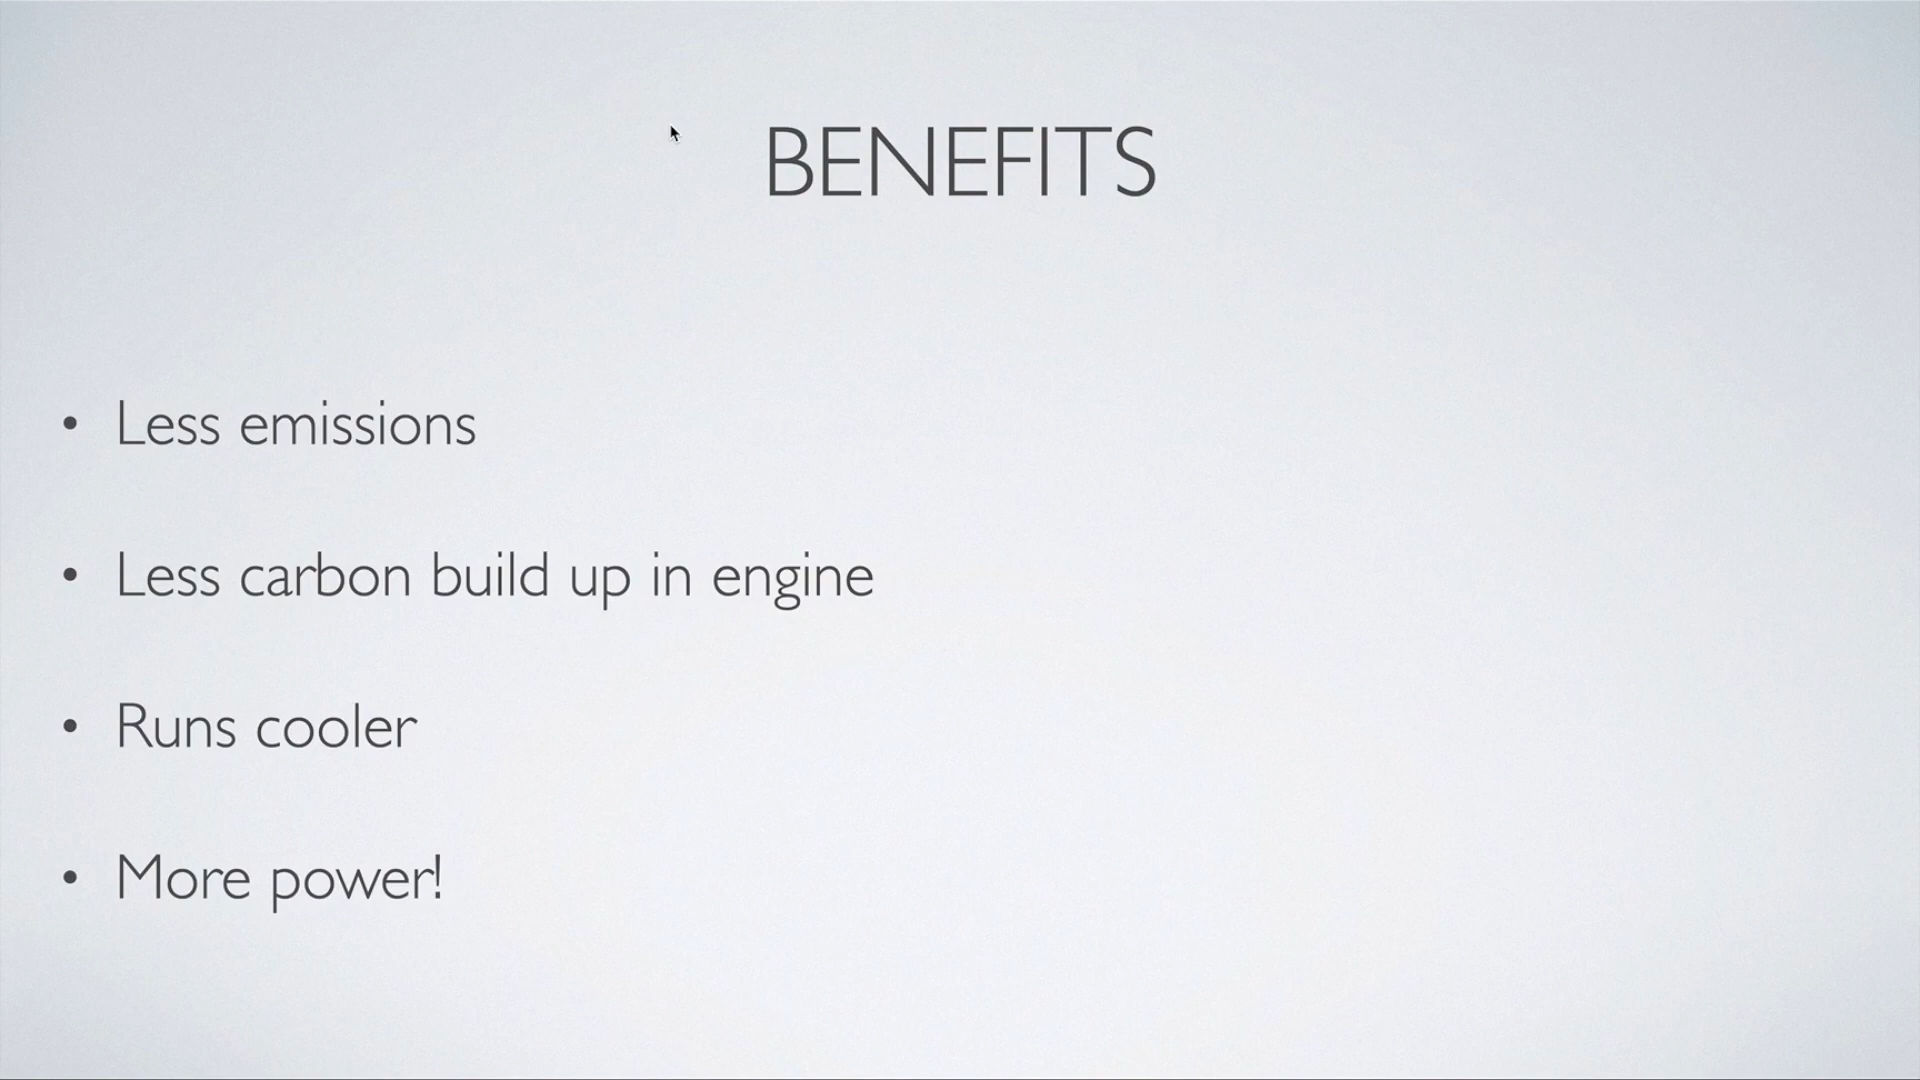 BENEFITS
• Less emissions
• Less carbon build up in engine
• Runs cooler
• More power!